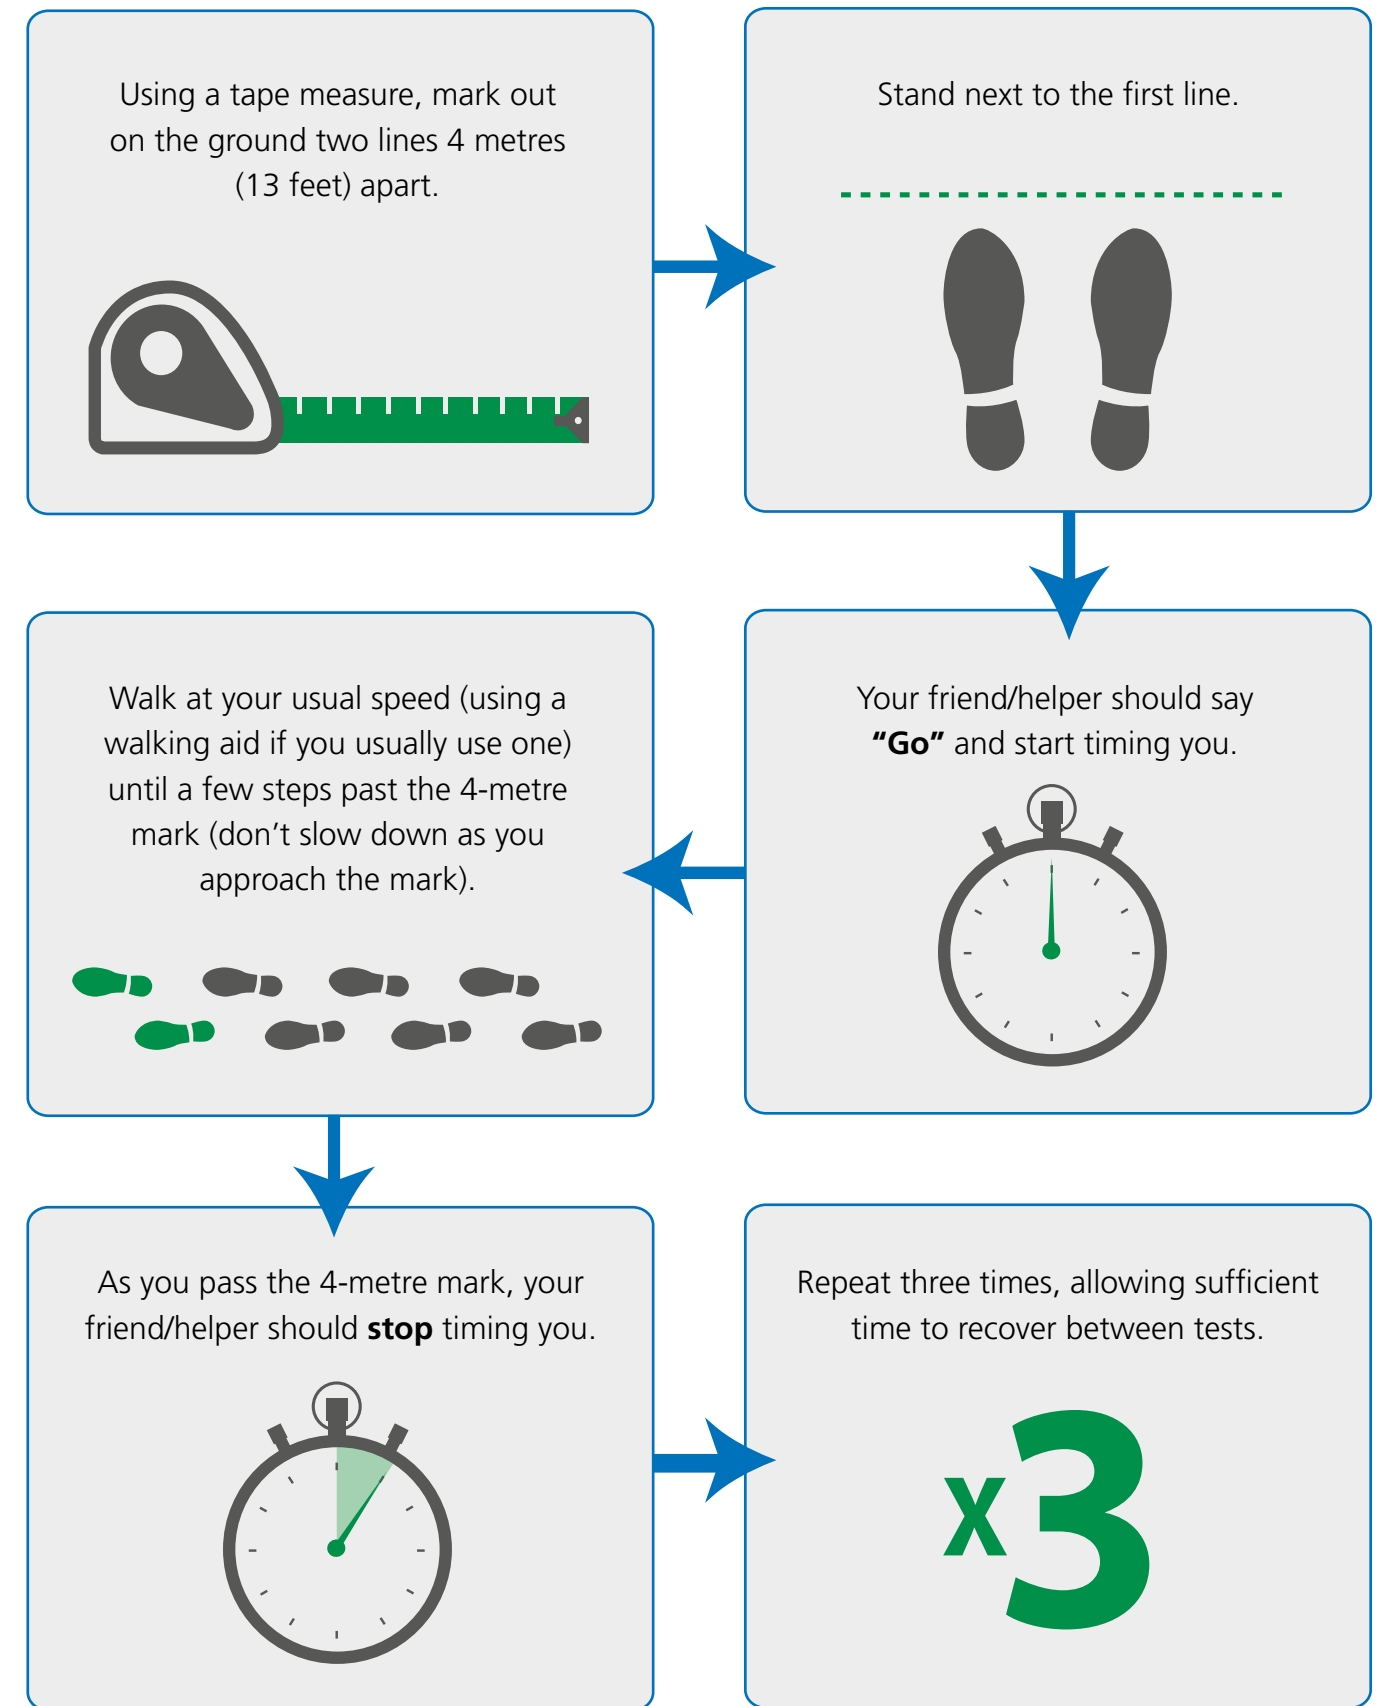 Using a tape measure, mark out
on the ground two lines 4 metres
(13 feet) apart.
Stand next to the first line.
Your friend/helper should say
“Go” and start timing you.
Walk at your usual speed (using a
walking aid if you usually use one)
until a few steps past the 4-metre
mark (don’t slow down as you
approach the mark).
As you pass the 4-metre mark, your
friend/helper should stop timing you.
Repeat three times, allowing sufficient
time to recover between tests.
x3